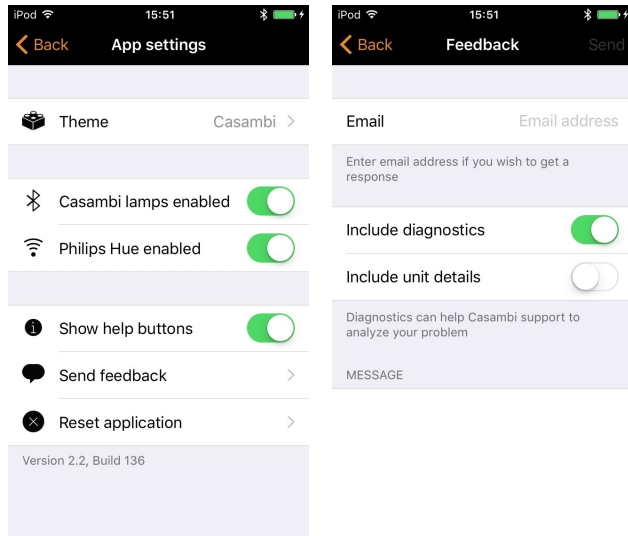 iPod 15:51
Back App settings
Theme Casambi
Casambi lamps enabled
Philips Hue enabled
Show help buttons
Send feedback
Reset application
Version 2.2, Build 136
iPod 15:51
Back Feedback Send
Email Email address
Enter email address if you wish to get a
response
Include diagnostics
Include unit details
Diagnostics can help Casambi support to
analyze your problem
MESSAGE